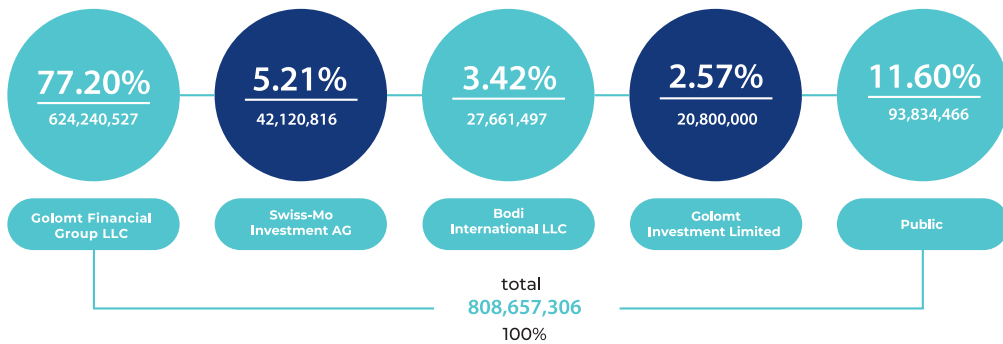 77.20%
624,240,527
5.21%
42,120,816
3.42%
27,661,497
2.57%
20,800,000
11.60%
93,834,466
Golomt Financial
Group LLC
Swiss-Mo
Investment AG
Bodi
International LLC
Golomt
Investment Limited
Public
total
808,657,306
100%